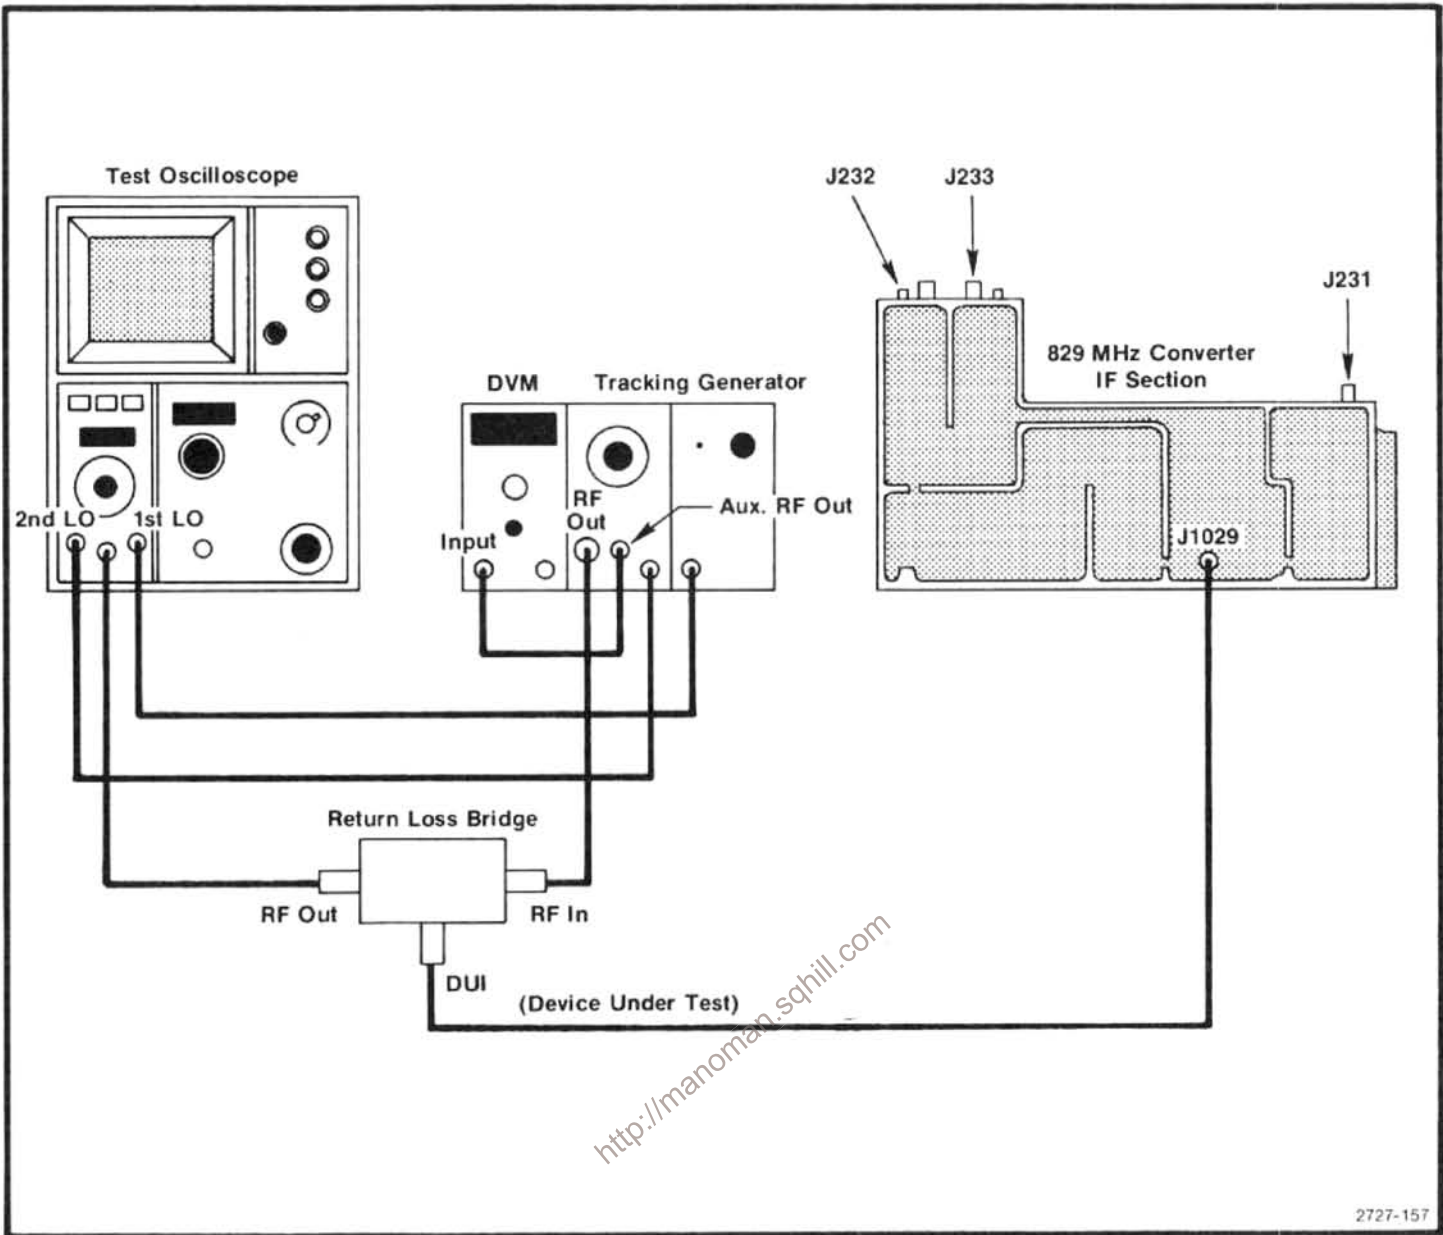 Test Oscilloscope
J232
J233
J231
829 MHz Converter
IF Section
DVM
Tracking Generator
2nd LO
1st LO
RF
Out
Aux. RF Out
Input
J1029
Return Loss Bridge
RF Out
RF In
DUI
(Device Under Test)
http://manoman.sqhill.com
2727-157